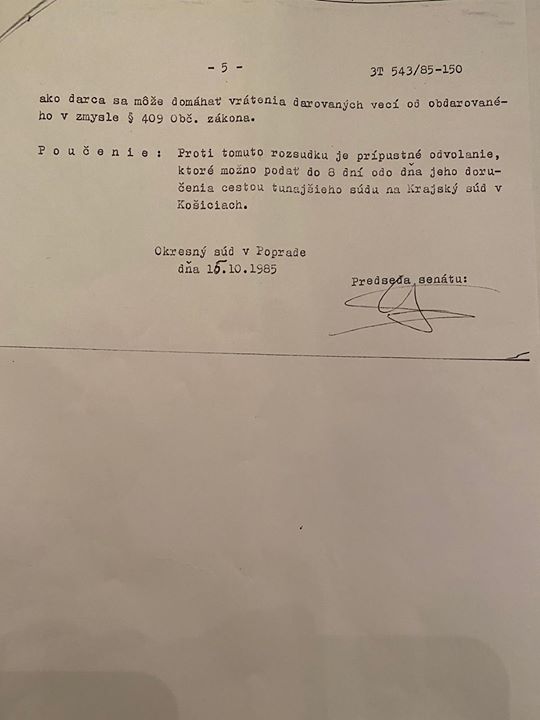 - 5 -
3T 543/85-150
ako darca sa môže domáhať vrátenia darovaných vecí od obdarované-
ho v zmysle § 409 Obč. zákona.
P o u č e n i e : Proti tomuto rozsudku je prípustné odvolanie,
ktoré možno podať do 8 dní odo dňa jeho doru-
čenia cestou tunajšieho súdu na Krajský súd v
Košiciach.
Okresný súd v Poprade
dňa 15.10.1985
Predseda senátu: